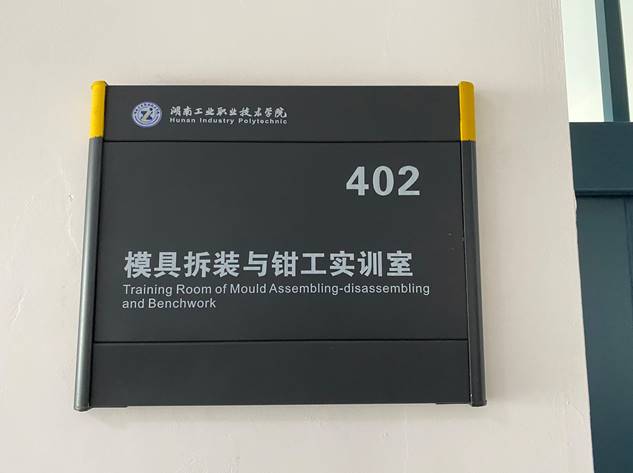 湖南工业职业技术学院
Hunan Industry Polytechnic
402
模具拆装与钳工实训室
Training Room of Mould Assembling-disassembling
and Benchwork